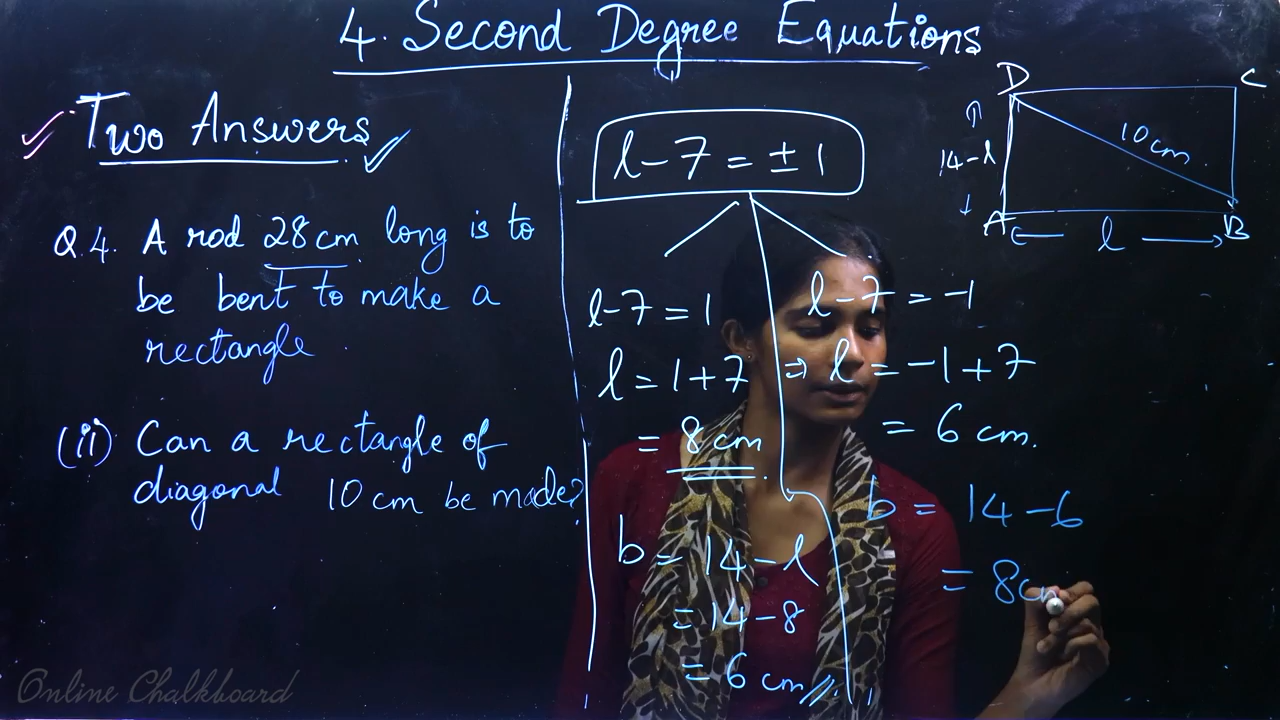 4. Second Degree Equations
Two Answers
Q.4. A rod 28cm long is to
be bent to make a
rectangle.
(ii) Can a rectangle of
diagonal 10 cm be made?
l - 7 = ± 1
l - 7 = 1
l = 1 + 7
= 8 cm
b = 14 - l
= 14 - 8
= 6 cm //
l - 7 = -1
⇒ l = -1 + 7
= 6 cm.
b = 14 - 6
= 8cm
D C
10 cm
14 - l
A B
l
Online Chalkboard